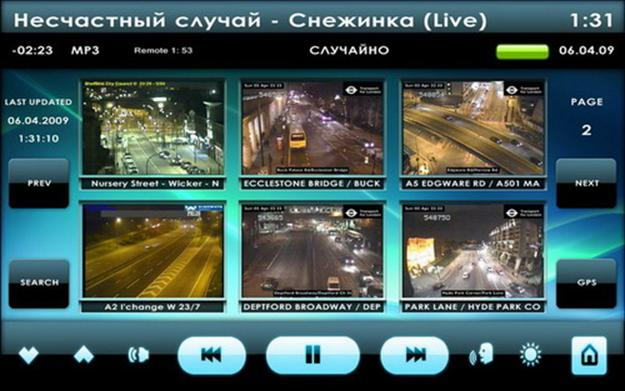 Несчастный случай - Снежинка (Live) 1:31
-02:23 MP3 Remote 1: 53 СЛУЧАЙНО 06.04.09
LAST UPDATED
06.04.2009
1:31:10
PAGE
2
PREV
NEXT
Nursery Street - Wicker - N
ECCLESTONE BRIDGE / BUCK
A5 EDGWARE RD / A501 MA
SEARCH
GPS
A2 I'change W 23/7
DEPTFORD BROADWAY / DEP
PARK LANE / HYDE PARK CO